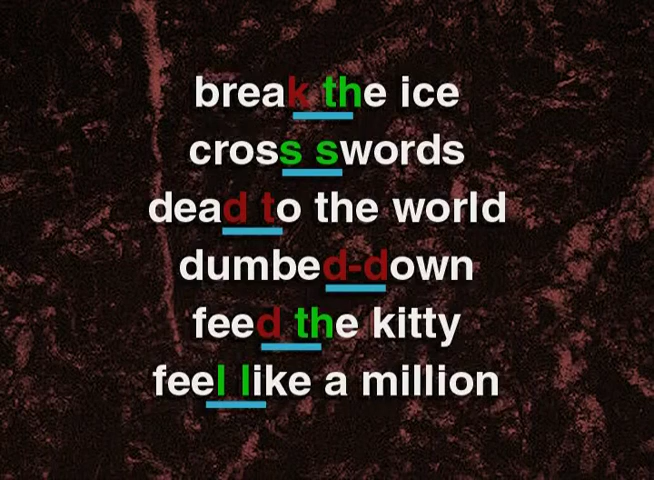 break the ice
cross swords
dead to the world
dumbed-down
feed the kitty
feel like a million